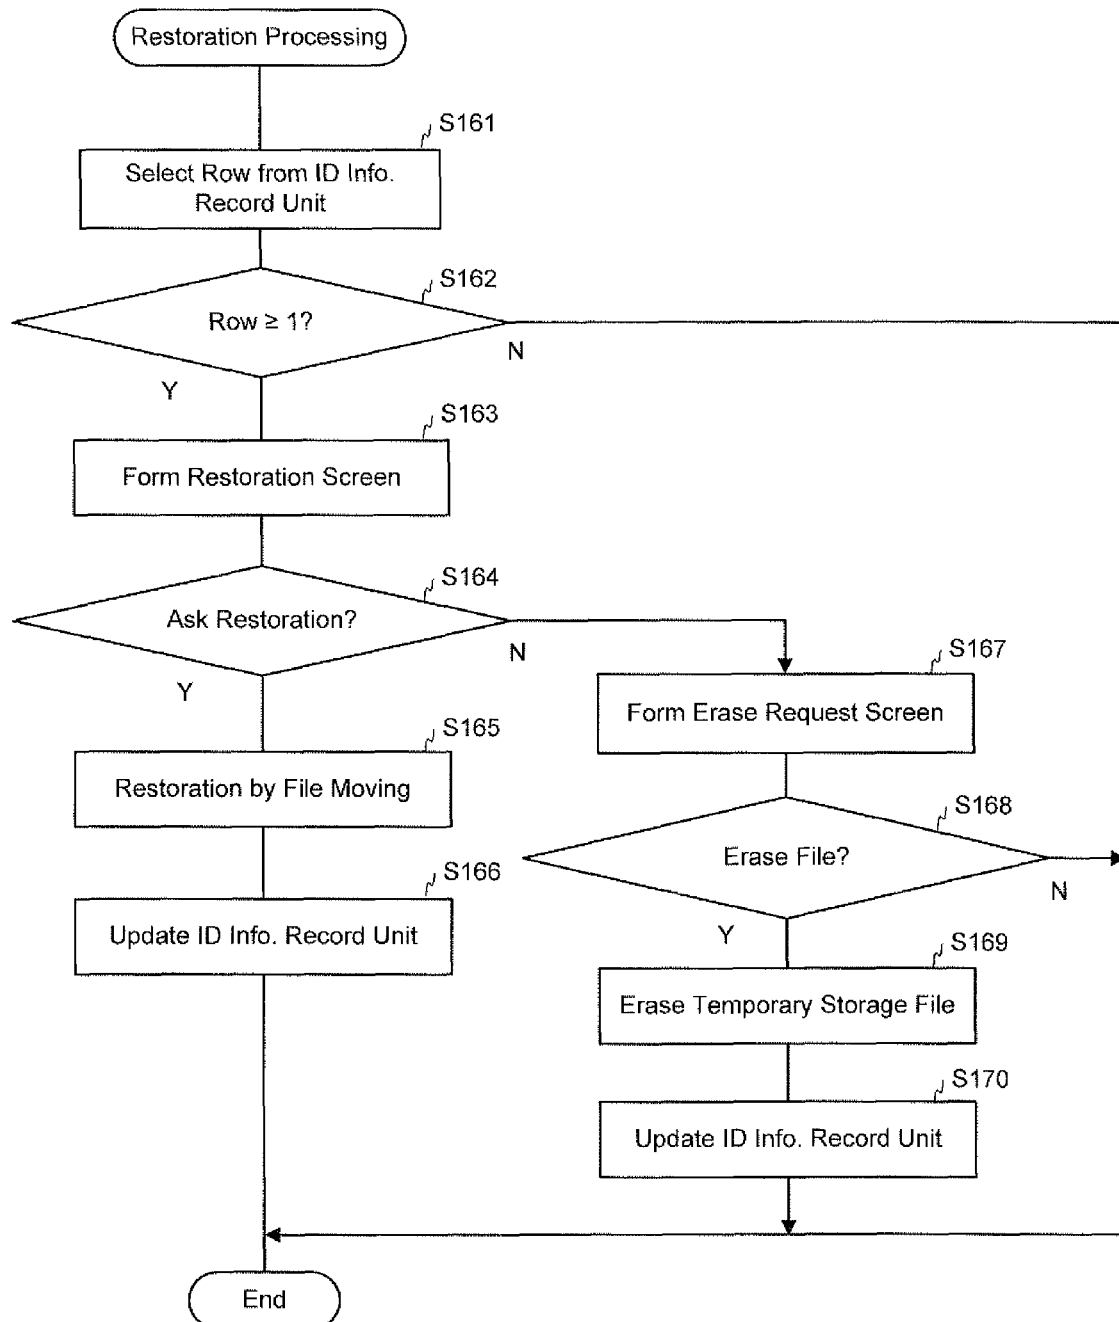 Restoration Processing
S161
Select Row from ID Info.
Record Unit
S162
Row ≥ 1?
N
Y
S163
Form Restoration Screen
S164
Ask Restoration?
N
Y
S165
Restoration by File Moving
S166
Update ID Info. Record Unit
S167
Form Erase Request Screen
S168
Erase File?
N
Y
S169
Erase Temporary Storage File
S170
Update ID Info. Record Unit
End